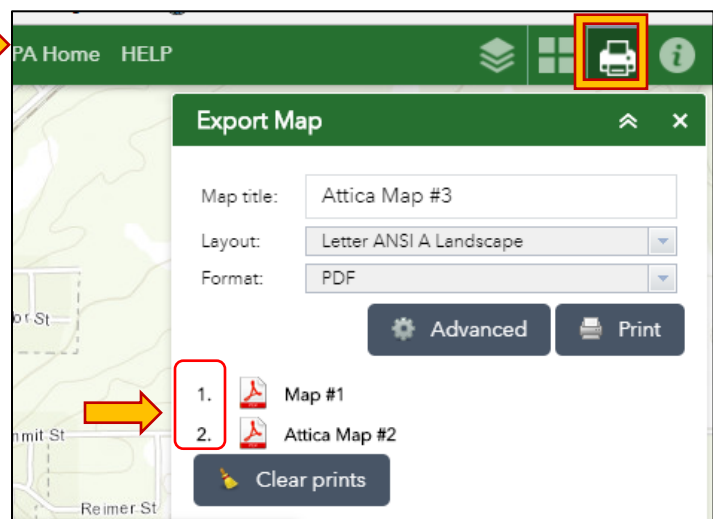 PA Home HELP
Export Map
Map title: Attica Map #3
Layout: Letter ANSI A Landscape
Format: PDF
Advanced Print
1. Map #1
2. Attica Map #2
Clear prints
or St
mmit St
Reimer St